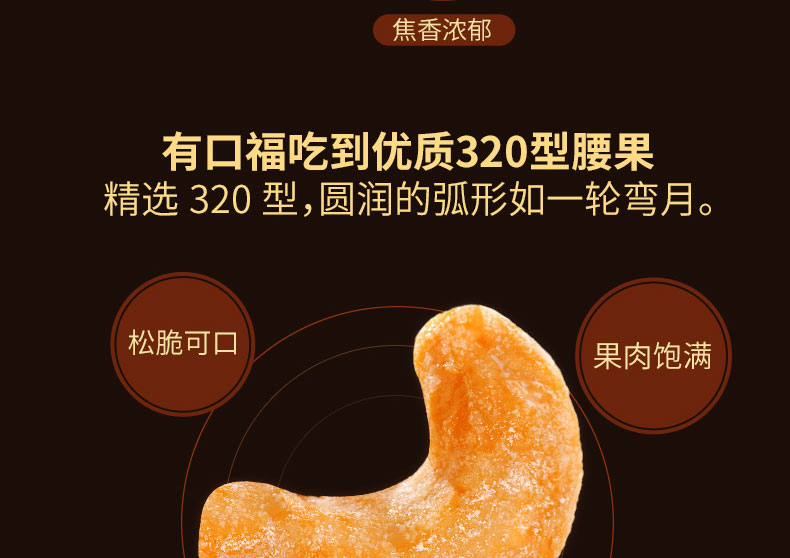 焦香浓郁
有口福吃到优质320型腰果
精选 320 型,圆润的弧形如一轮弯月。
松脆可口
果肉饱满